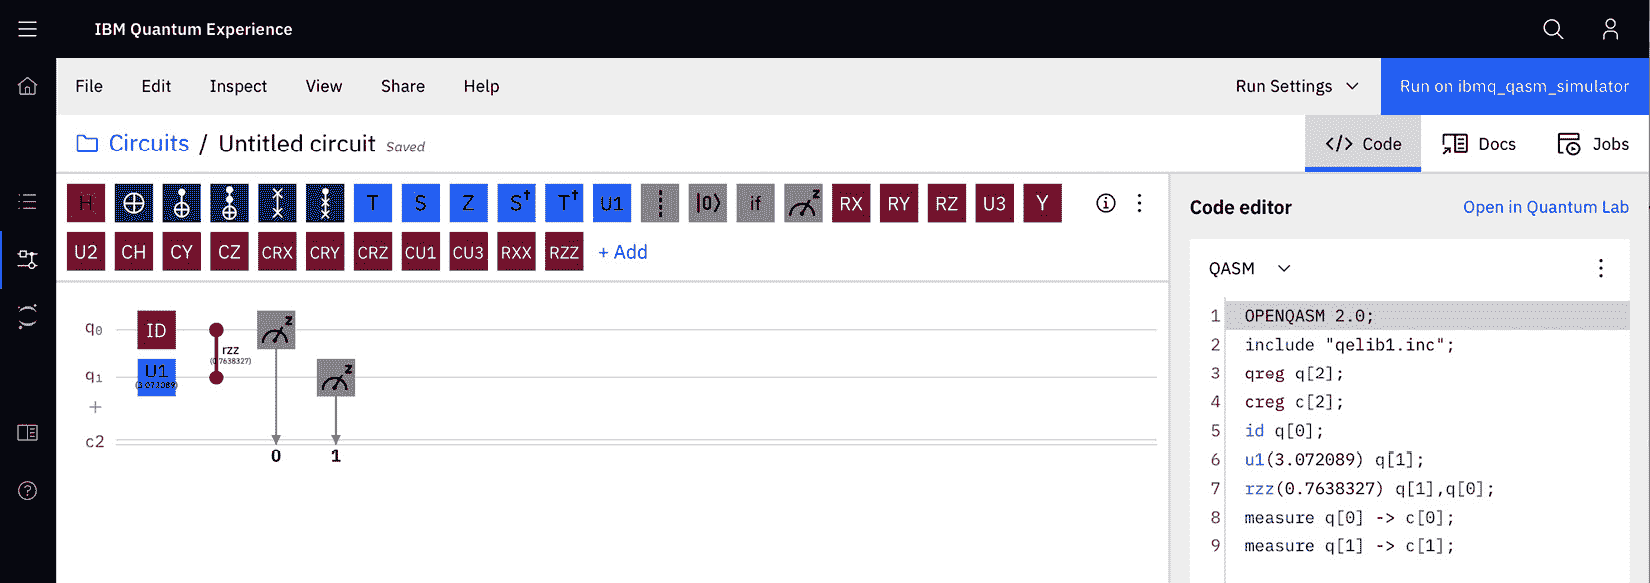 IBM Quantum Experience
File Edit Inspect View Share Help Run Settings Run on ibmq_qasm_simulator
Circuits / Untitled circuit Saved
</> Code Docs Jobs
H T S Z S† T† U1 |0⟩ if z RX RY RZ U3 Y
U2 CH CY CZ CRX CRY CRZ CU1 CU3 RXX RZZ + Add
q0 ID z
rzz
(0.7638327)
q1 U1 z
(3.072089)
+
c2
0 1
Code editor Open in Quantum Lab
QASM
1 OPENQASM 2.0;
2 include "qelib1.inc";
3 qreg q[2];
4 creg c[2];
5 id q[0];
6 u1(3.072089) q[1];
7 rzz(0.7638327) q[1],q[0];
8 measure q[0] -> c[0];
9 measure q[1] -> c[1];